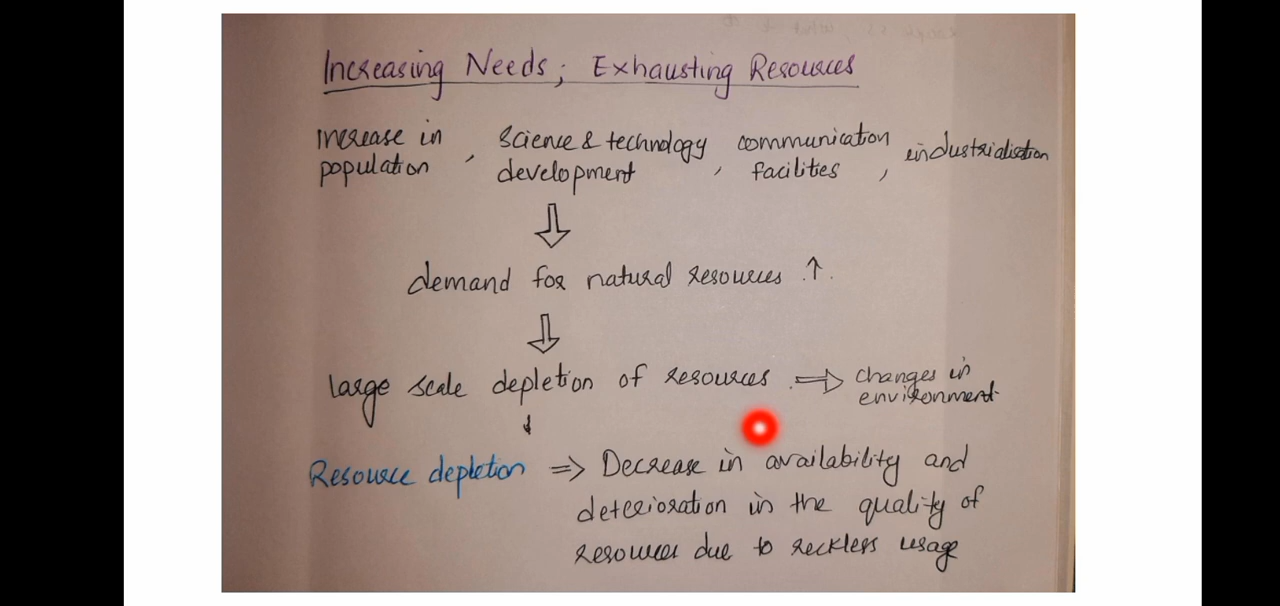 Increasing Needs; Exhausting Resources
Increase in population, Science & technology development, communication facilities, industrialisation
⇓
demand for natural resources ↑.
⇓
large scale depletion of resources ⇒ changes in environment
↓
Resource depletion ⇒ Decrease in availability and
deterioration in the quality of
resources due to reckless usage